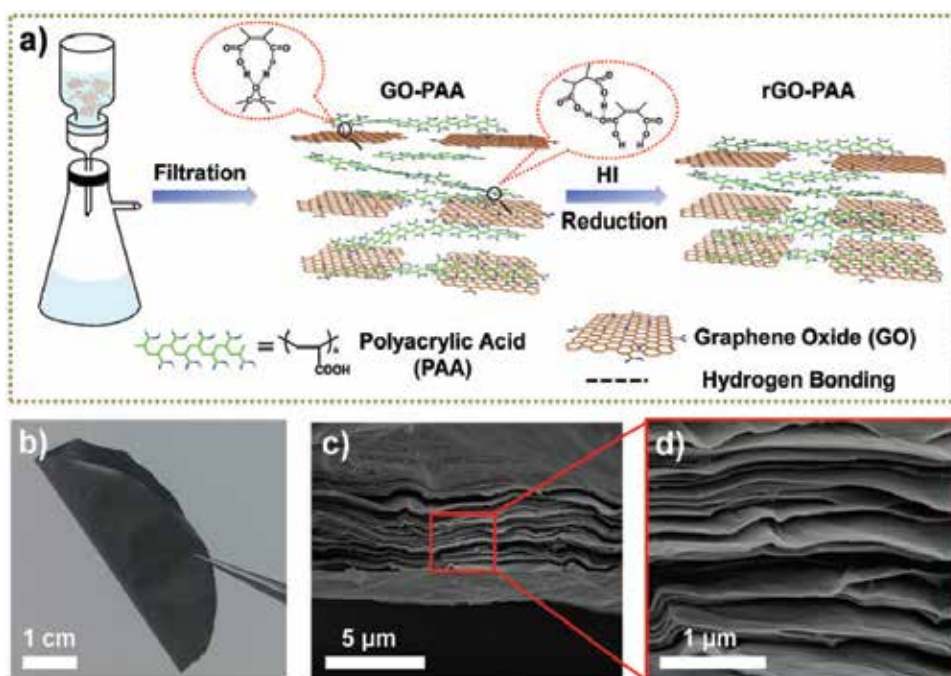 a)
GO-PAA
rGO-PAA
Filtration
HI
Reduction
= Polyacrylic Acid
(PAA)
COOH
Graphene Oxide (GO)
Hydrogen Bonding
b)
1 cm
c)
5 μm
d)
1 μm